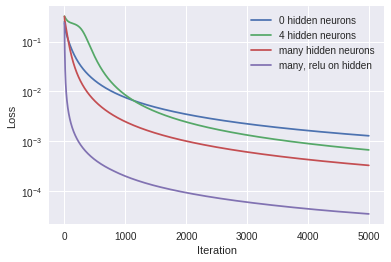 0 hidden neurons
4 hidden neurons
many hidden neurons
many, relu on hidden
Loss
10⁻¹
10⁻²
10⁻³
10⁻⁴
0 1000 2000 3000 4000 5000
Iteration